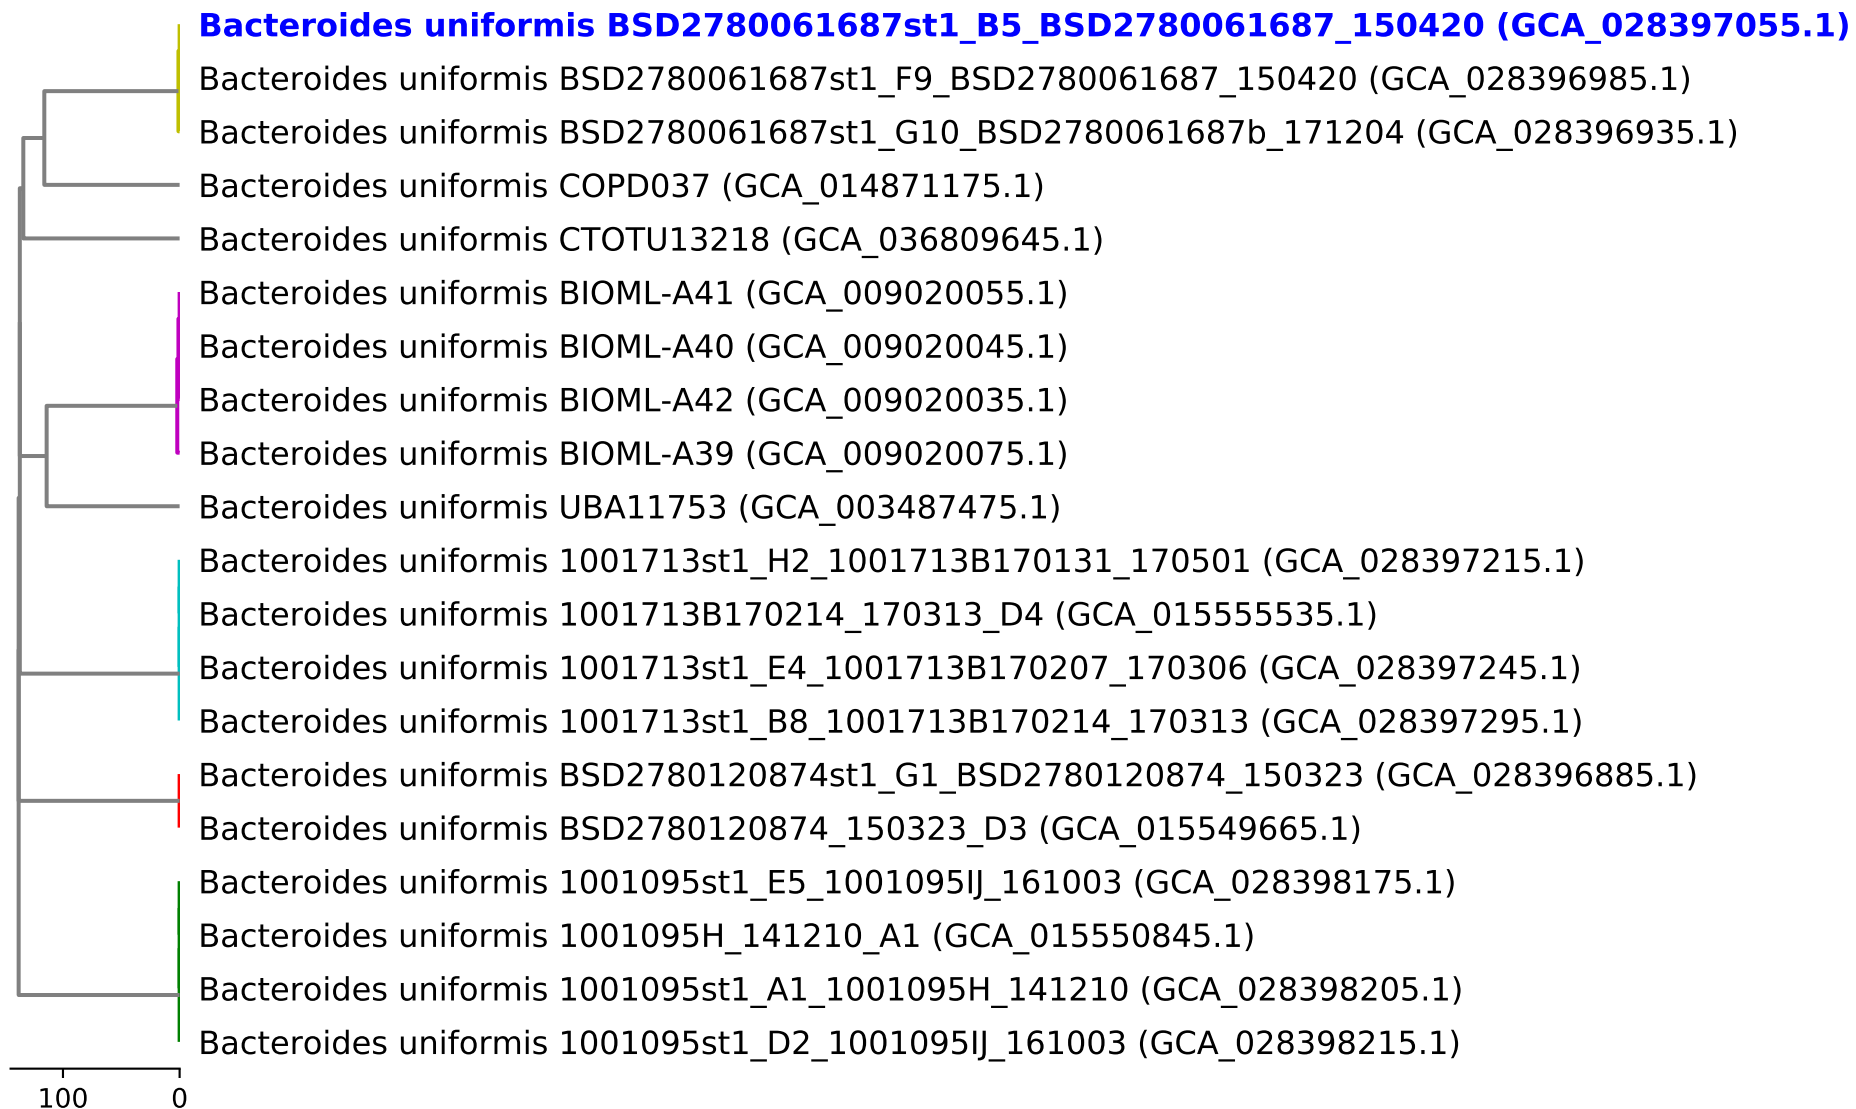 Bacteroides uniformis BSD2780061687st1_B5_BSD2780061687_150420 (GCA_028397055.1)
Bacteroides uniformis BSD2780061687st1_F9_BSD2780061687_150420 (GCA_028396985.1)
Bacteroides uniformis BSD2780061687st1_G10_BSD2780061687b_171204 (GCA_028396935.1)
Bacteroides uniformis COPD037 (GCA_014871175.1)
Bacteroides uniformis CTOTU13218 (GCA_036809645.1)
Bacteroides uniformis BIOML-A41 (GCA_009020055.1)
Bacteroides uniformis BIOML-A40 (GCA_009020045.1)
Bacteroides uniformis BIOML-A42 (GCA_009020035.1)
Bacteroides uniformis BIOML-A39 (GCA_009020075.1)
Bacteroides uniformis UBA11753 (GCA_003487475.1)
Bacteroides uniformis 1001713st1_H2_1001713B170131_170501 (GCA_028397215.1)
Bacteroides uniformis 1001713B170214_170313_D4 (GCA_015555535.1)
Bacteroides uniformis 1001713st1_E4_1001713B170207_170306 (GCA_028397245.1)
Bacteroides uniformis 1001713st1_B8_1001713B170214_170313 (GCA_028397295.1)
Bacteroides uniformis BSD2780120874st1_G1_BSD2780120874_150323 (GCA_028396885.1)
Bacteroides uniformis BSD2780120874_150323_D3 (GCA_015549665.1)
Bacteroides uniformis 1001095st1_E5_1001095IJ_161003 (GCA_028398175.1)
Bacteroides uniformis 1001095H_141210_A1 (GCA_015550845.1)
Bacteroides uniformis 1001095st1_A1_1001095H_141210 (GCA_028398205.1)
Bacteroides uniformis 1001095st1_D2_1001095IJ_161003 (GCA_028398215.1)
100 0